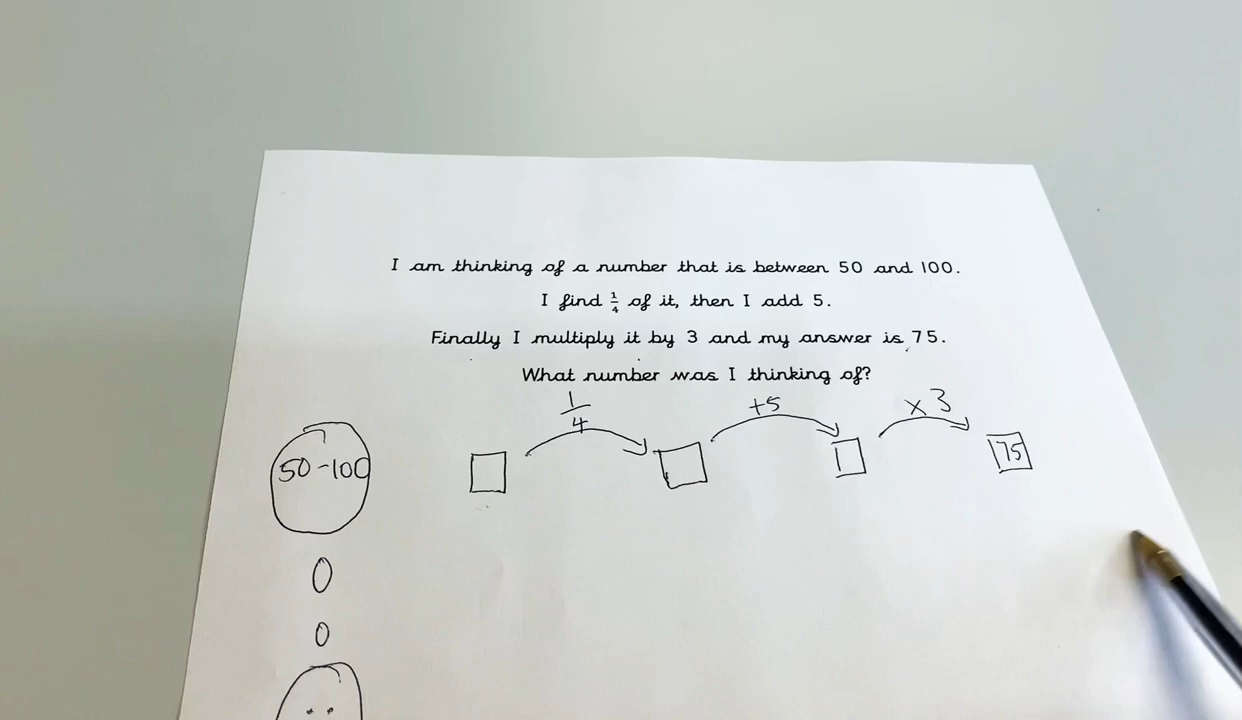 I am thinking of a number that is between 50 and 100.
I find 1/4 of it, then I add 5.
Finally I multiply it by 3 and my answer is 75.
What number was I thinking of?
1/4 +5 x3
50-100 75